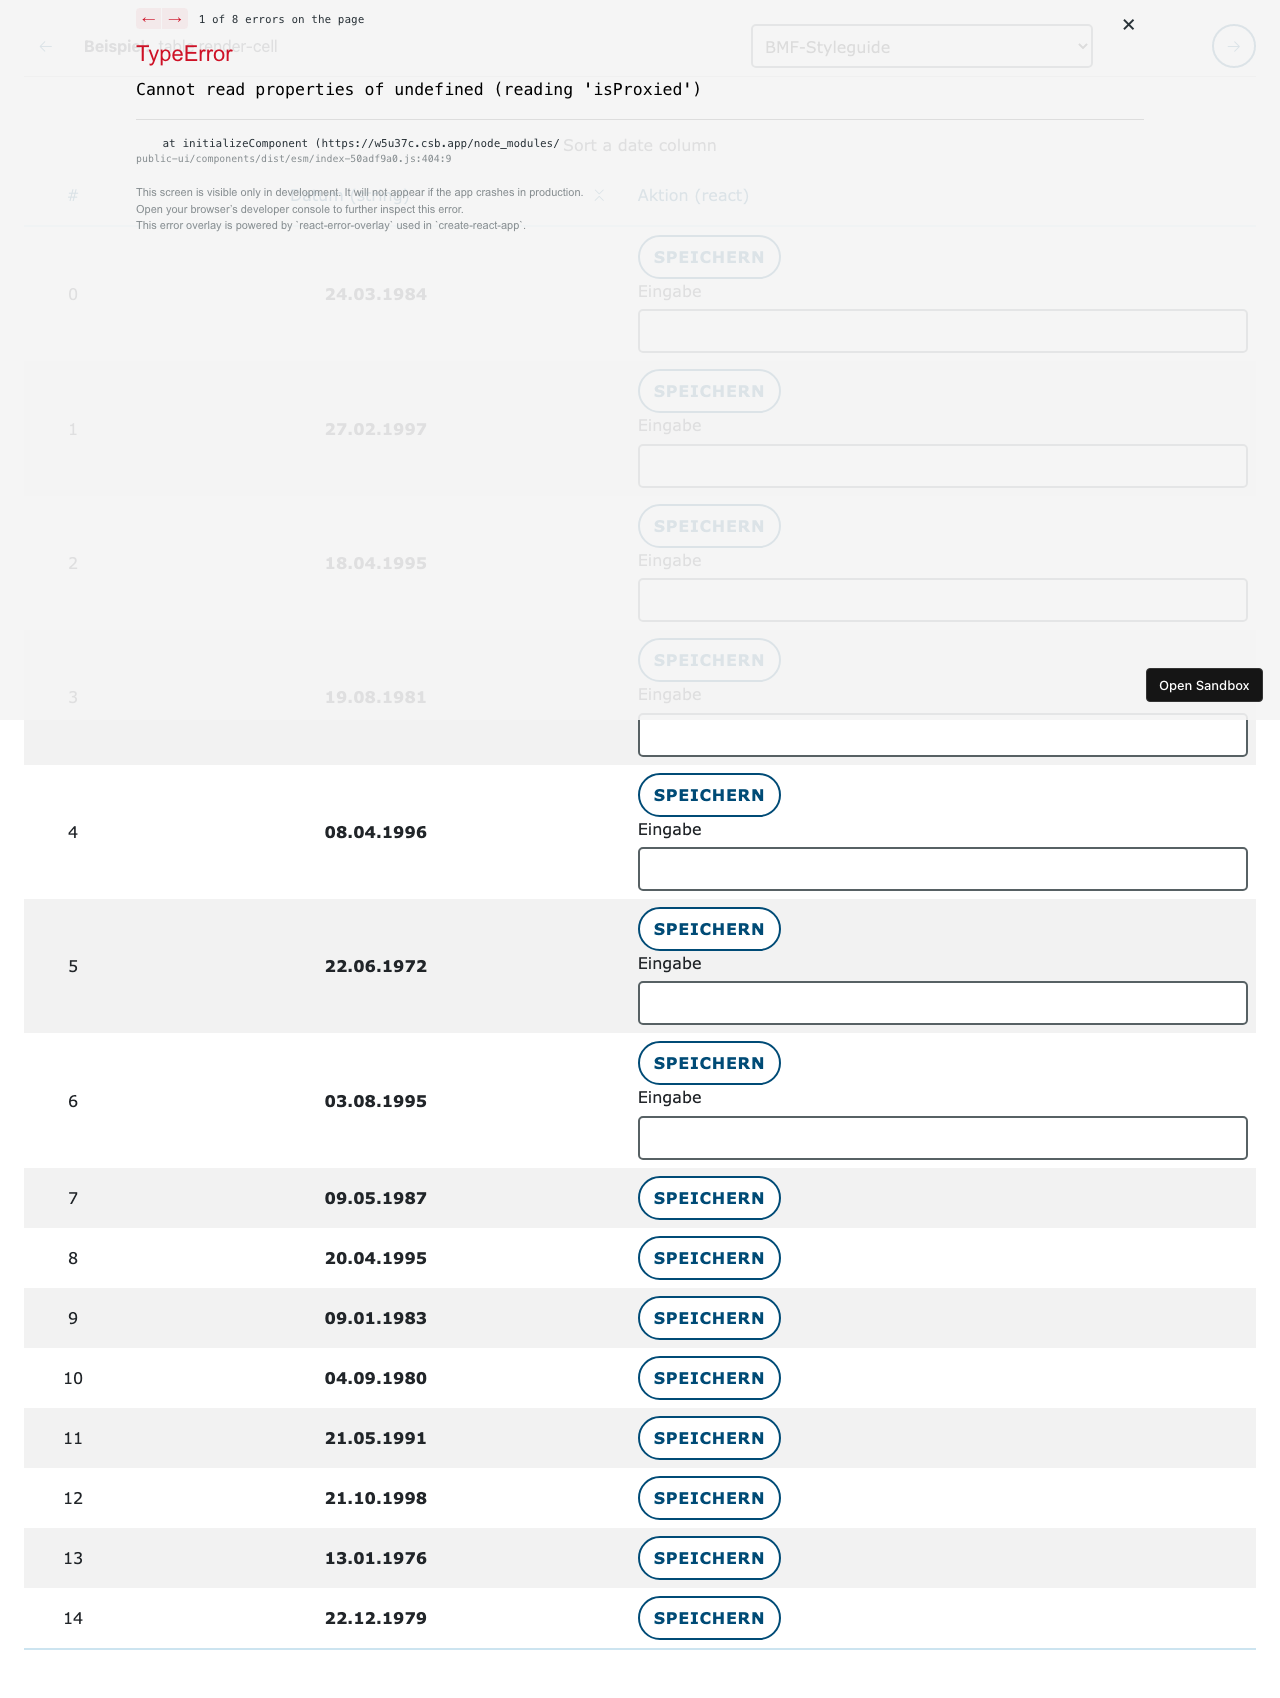 ← → 1 of 8 errors on the page
×
← Beispiel table render-cell
BMF-Styleguide
→
TypeError
Cannot read properties of undefined (reading 'isProxied')
at initializeComponent (https://w5u37c.csb.app/node_modules/
public-ui/components/dist/esm/index-50adf9a0.js:404:9
Sort a date column
This screen is visible only in development. It will not appear if the app crashes in production.
Open your browser’s developer console to further inspect this error.
This error overlay is powered by `react-error-overlay` used in `create-react-app`.
# Datum (string) Aktion (react)
SPEICHERN
0 24.03.1984 Eingabe
SPEICHERN
1 27.02.1997 Eingabe
SPEICHERN
2 18.04.1995 Eingabe
SPEICHERN
3 19.08.1981 Eingabe
Open Sandbox
SPEICHERN
4 08.04.1996 Eingabe
SPEICHERN
5 22.06.1972 Eingabe
SPEICHERN
6 03.08.1995 Eingabe
7 09.05.1987 SPEICHERN
8 20.04.1995 SPEICHERN
9 09.01.1983 SPEICHERN
10 04.09.1980 SPEICHERN
11 21.05.1991 SPEICHERN
12 21.10.1998 SPEICHERN
13 13.01.1976 SPEICHERN
14 22.12.1979 SPEICHERN